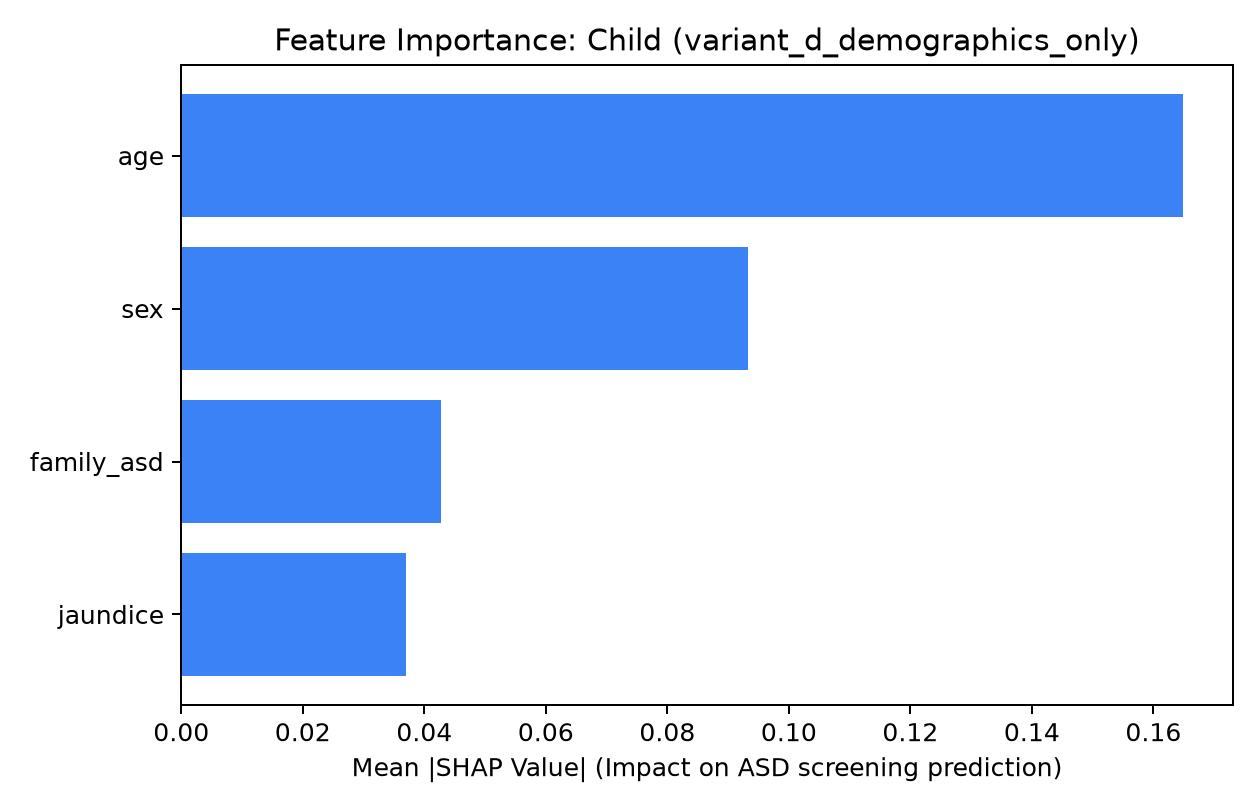 Feature Importance: Child (variant_d_demographics_only)
age
sex
family_asd
jaundice
0.00 0.02 0.04 0.06 0.08 0.10 0.12 0.14 0.16
Mean |SHAP Value| (Impact on ASD screening prediction)